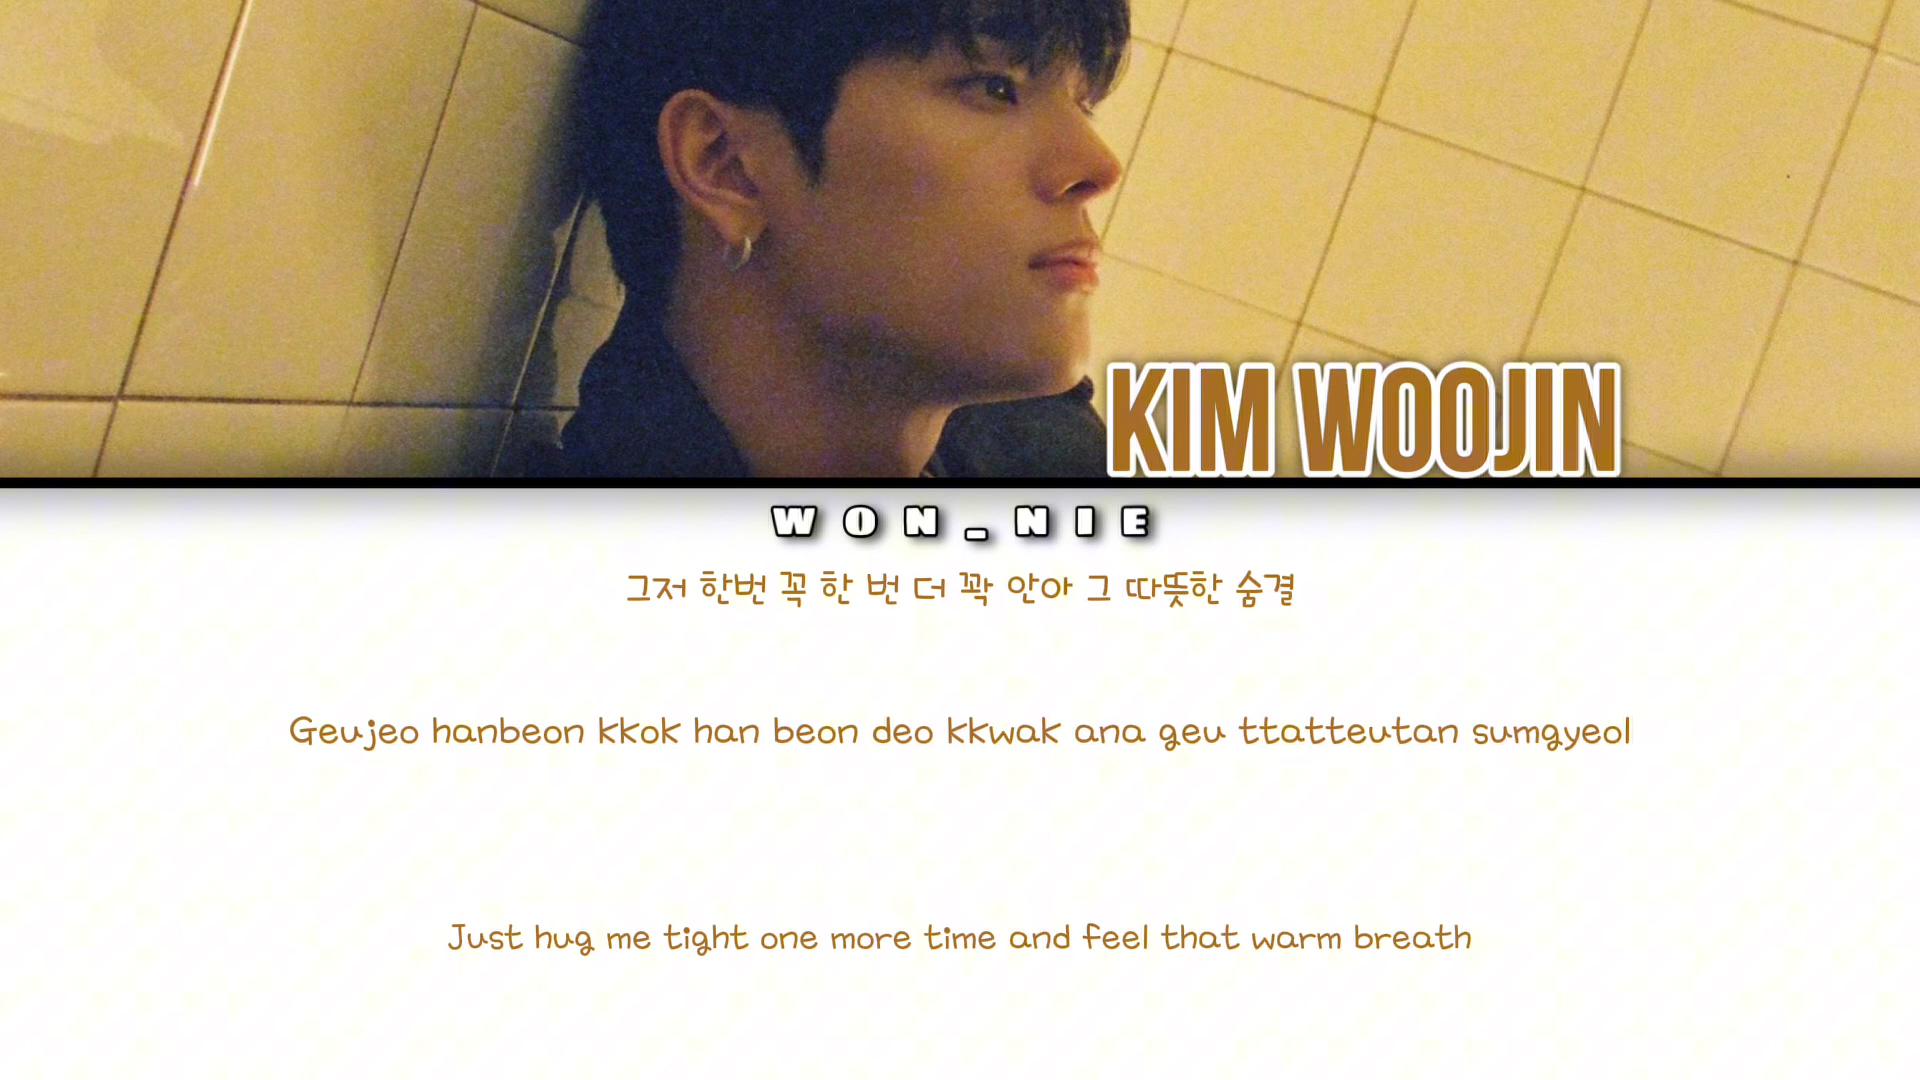 KIM WOOJIN
WON_NIE
그저 한번 꼭 한 번 더 꽉 안아 그 따뜻한 숨결
Geujeo hanbeon kkok han beon deo kkwak ana geu ttatteutan sumgyeol
Just hug me tight one more time and feel that warm breath